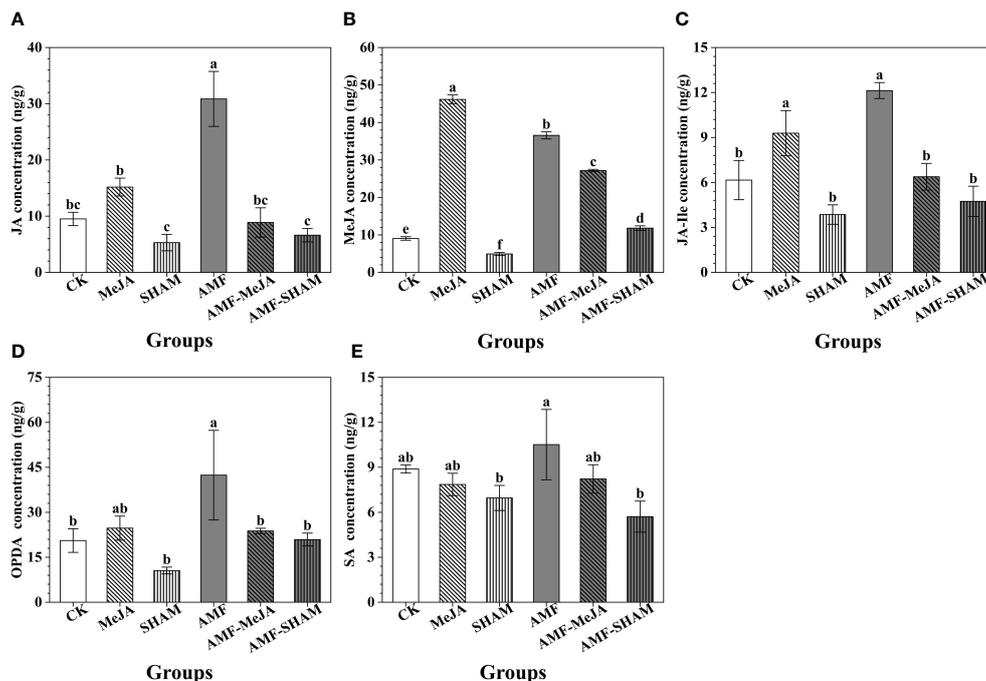 A
JA concentration (ng/g)
40
30
20
10
0
bc
b
c
a
bc
c
CK
MeJA
SHAM
AMF
AMF-MeJA
AMF-SHAM
Groups
B
MeJA concentration (ng/g)
60
50
40
30
20
10
0
e
a
f
b
c
d
CK
MeJA
SHAM
AMF
AMF-MeJA
AMF-SHAM
Groups
C
JA-Ile concentration (ng/g)
15
12
9
6
3
0
b
a
b
a
b
b
CK
MeJA
SHAM
AMF
AMF-MeJA
AMF-SHAM
Groups
D
OPDA concentration (ng/g)
75
60
45
30
15
0
b
ab
b
a
b
b
CK
MeJA
SHAM
AMF
AMF-MeJA
AMF-SHAM
Groups
E
SA concentration (ng/g)
15
12
9
6
3
0
ab
ab
b
a
ab
b
CK
MeJA
SHAM
AMF
AMF-MeJA
AMF-SHAM
Groups